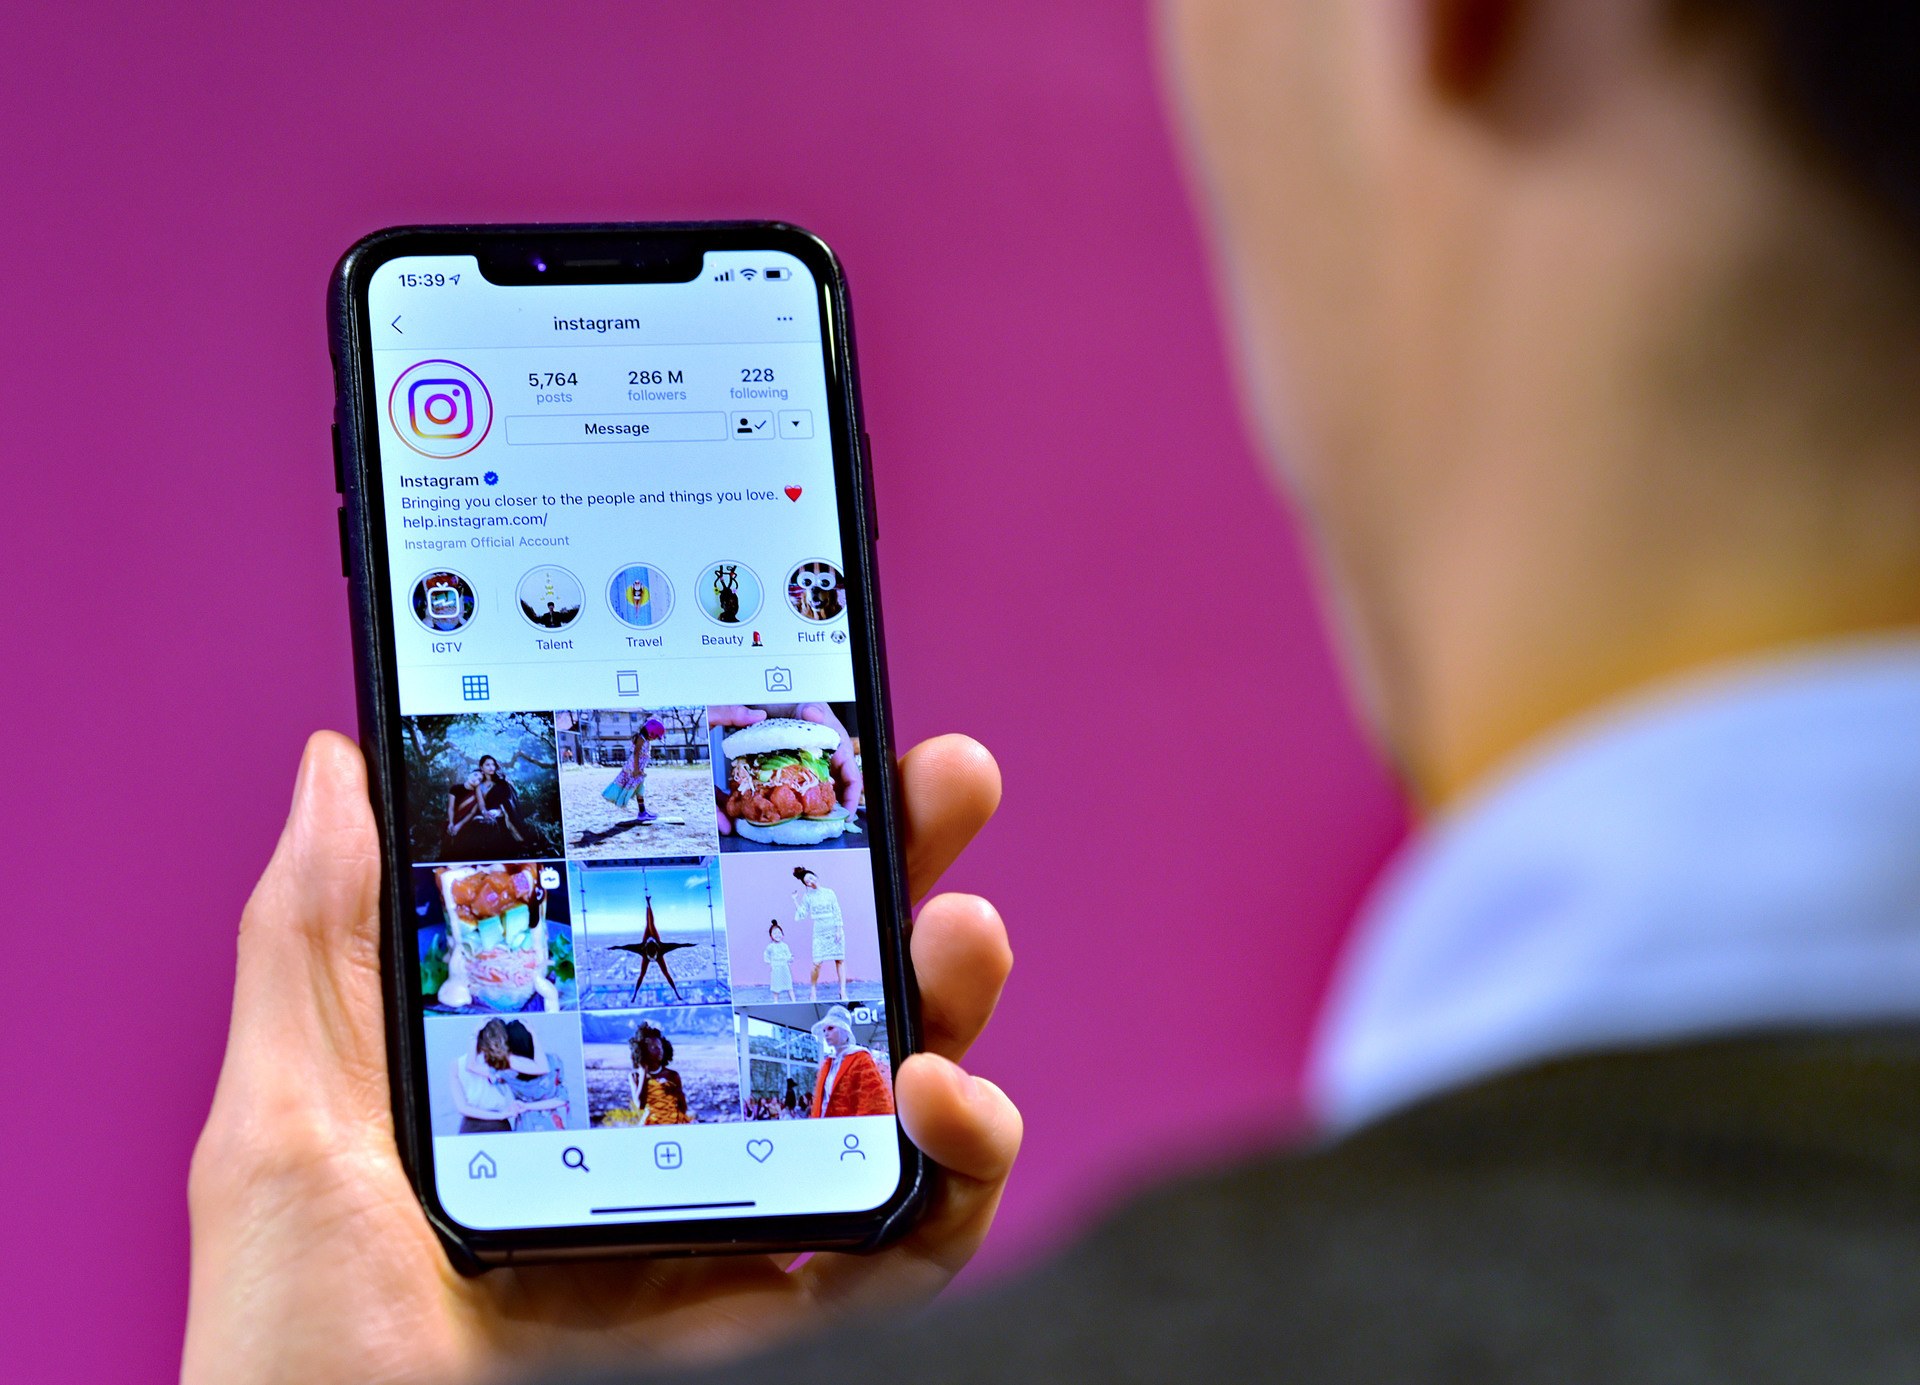 15:39
instagram
5,764 286 M 228
posts followers following
Message
Instagram
Bringing you closer to the people and things you love. ❤️
help.instagram.com/
Instagram Official Account
IGTV Talent Travel Beauty 💄 Fluff 🐶